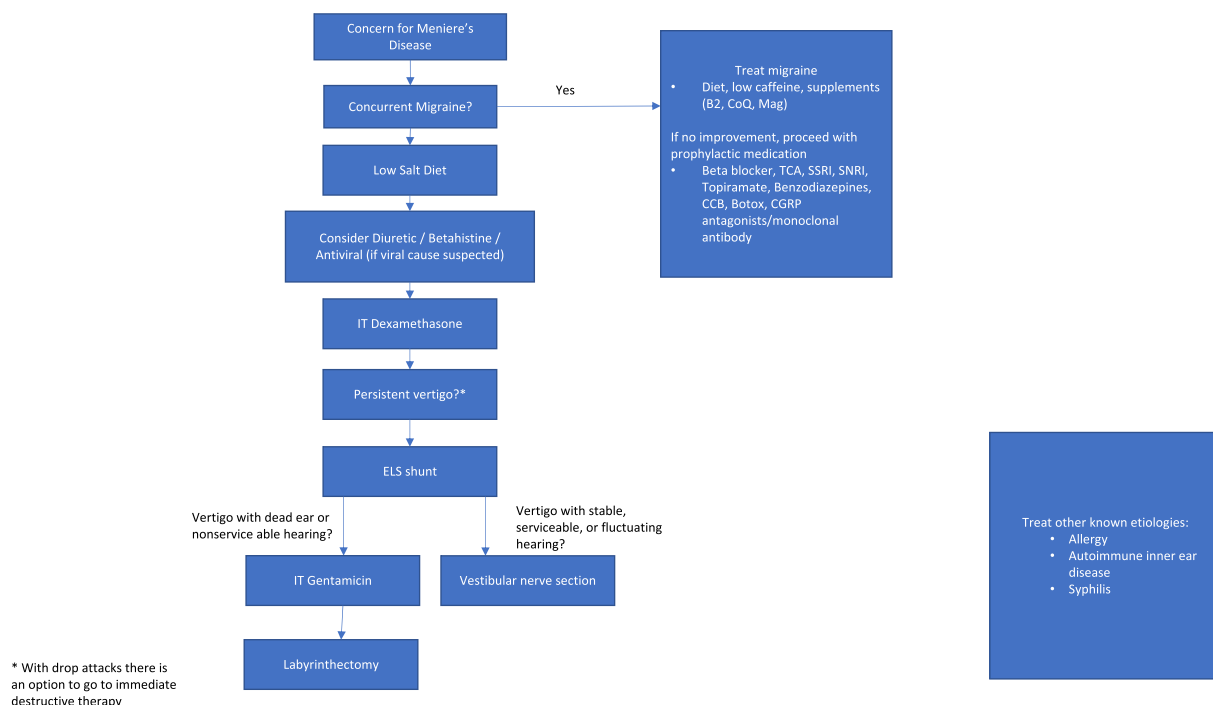 Concern for Meniere's
Disease
Concurrent Migraine?
Yes
Treat migraine
• Diet, low caffeine, supplements
(B2, CoQ, Mag)
If no improvement, proceed with
prophylactic medication
• Beta blocker, TCA, SSRI, SNRI,
Topiramate, Benzodiazepines,
CCB, Botox, CGRP
antagonists/monoclonal
antibody
Low Salt Diet
Consider Diuretic / Betahistine /
Antiviral (if viral cause suspected)
IT Dexamethasone
Persistent vertigo?*
ELS shunt
Vertigo with dead ear or
nonservice able hearing?
Vertigo with stable,
serviceable, or fluctuating
hearing?
IT Gentamicin
Vestibular nerve section
Labyrinthectomy
Treat other known etiologies:
• Allergy
• Autoimmune inner ear
disease
• Syphilis
* With drop attacks there is
an option to go to immediate
destructive therapy